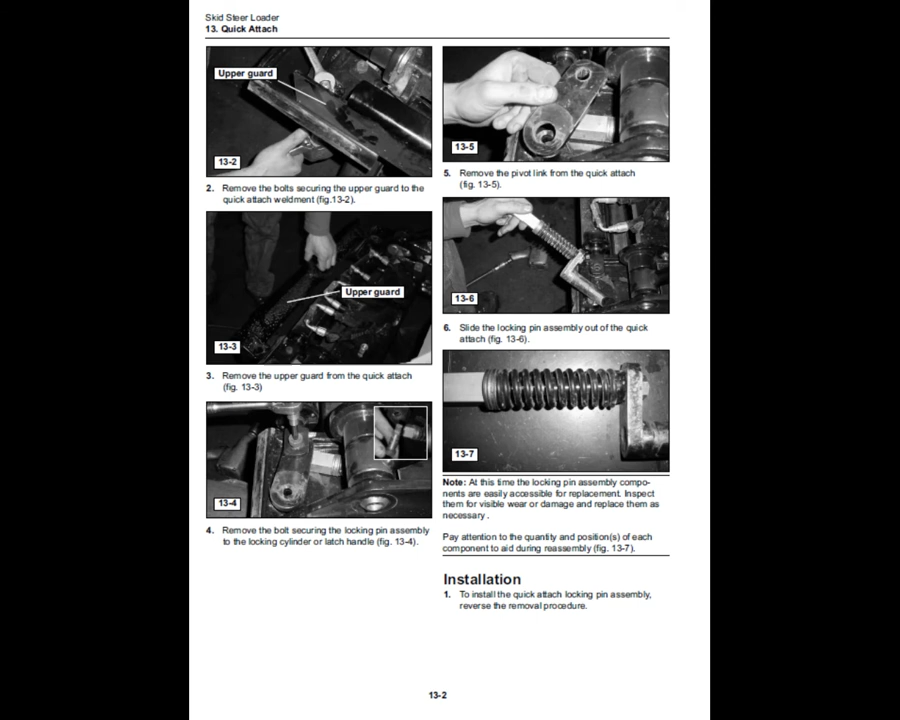 Skid Steer Loader
13. Quick Attach
Upper guard
13-2
2. Remove the bolts securing the upper guard to the
quick attach weldment (fig.13-2).
Upper guard
13-3
3. Remove the upper guard from the quick attach
(fig. 13-3)
13-4
4. Remove the bolt securing the locking pin assembly
to the locking cylinder or latch handle (fig. 13-4).
13-5
5. Remove the pivot link from the quick attach
(fig. 13-5).
13-6
6. Slide the locking pin assembly out of the quick
attach (fig. 13-6).
13-7
Note: At this time the locking pin assembly compo-
nents are easily accessible for replacement. Inspect
them for visible wear or damage and replace them as
necessary .
Pay attention to the quantity and position(s) of each
component to aid during reassembly (fig. 13-7).
Installation
1. To install the quick attach locking pin assembly,
reverse the removal procedure.
13-2